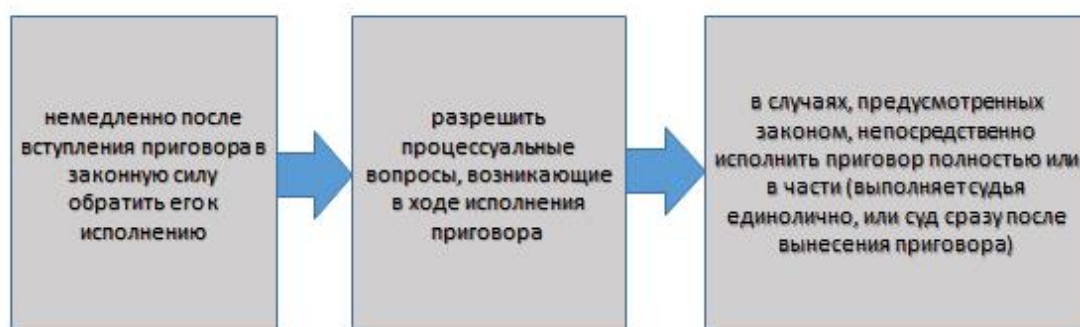 немедленно после
вступления приговора в
законную силу
обратить его к
исполнению
разрешить
процессуальные
вопросы, возникающие
в ходе исполнения
приговора
в случаях, предусмотренных
законом, непосредственно
исполнить приговор полностью или
в части (выполняет судья
единолично, или суд сразу после
вынесения приговора)